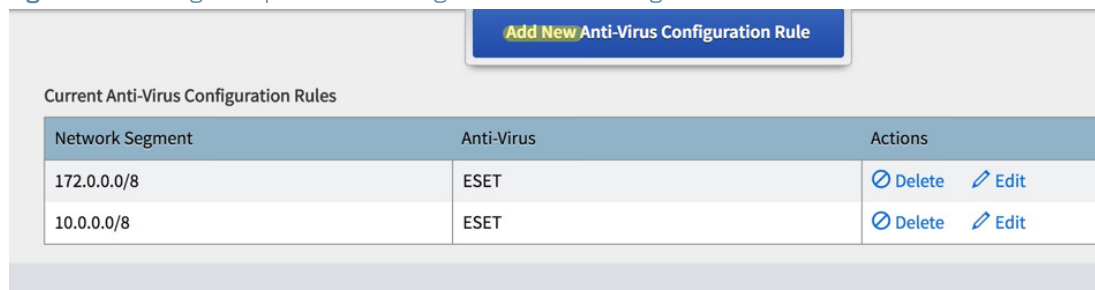 Add New Anti-Virus Configuration Rule
Current Anti-Virus Configuration Rules
Network Segment Anti-Virus Actions
172.0.0.0/8 ESET Delete Edit
10.0.0.0/8 ESET Delete Edit